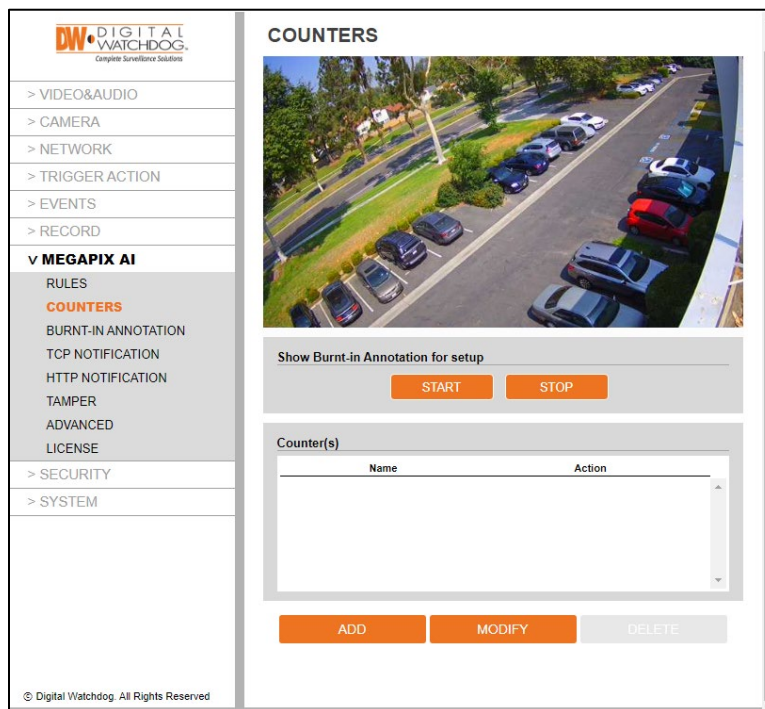 DW DIGITAL
WATCHDOG®
Complete Surveillance Solutions
> VIDEO&AUDIO
> CAMERA
> NETWORK
> TRIGGER ACTION
> EVENTS
> RECORD
v MEGAPIX AI
RULES
COUNTERS
BURNT-IN ANNOTATION
TCP NOTIFICATION
HTTP NOTIFICATION
TAMPER
ADVANCED
LICENSE
> SECURITY
> SYSTEM
© Digital Watchdog. All Rights Reserved
COUNTERS
Show Burnt-in Annotation for setup
START STOP
Counter(s)
Name Action
ADD MODIFY DELETE